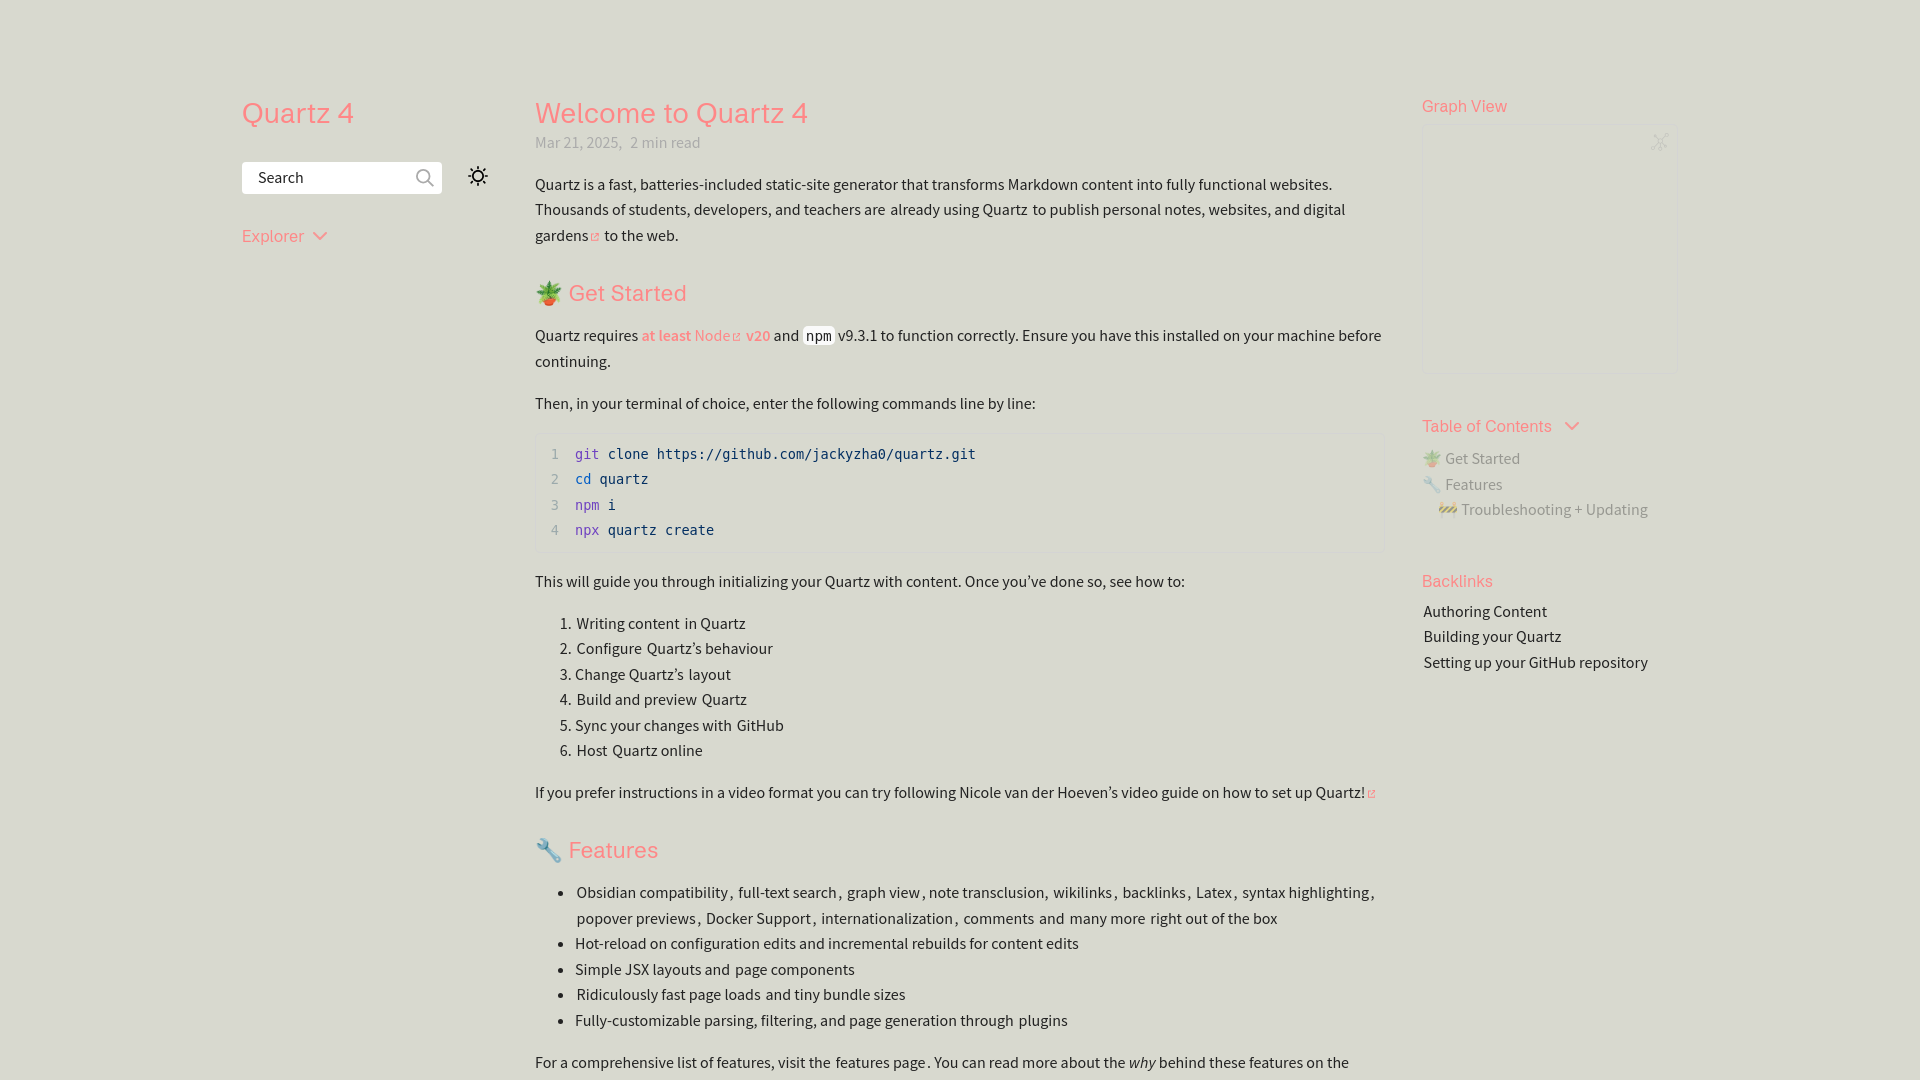 Quartz 4
Search
Explorer
Welcome to Quartz 4
Mar 21, 2025, 2 min read
Quartz is a fast, batteries-included static-site generator that transforms Markdown content into fully functional websites.
Thousands of students, developers, and teachers are already using Quartz to publish personal notes, websites, and digital
gardens to the web.
🪴 Get Started
Quartz requires at least Node v20 and npm v9.3.1 to function correctly. Ensure you have this installed on your machine before
continuing.
Then, in your terminal of choice, enter the following commands line by line:
1 git clone https://github.com/jackyzha0/quartz.git
2 cd quartz
3 npm i
4 npx quartz create
This will guide you through initializing your Quartz with content. Once you’ve done so, see how to:
1. Writing content in Quartz
2. Configure Quartz’s behaviour
3. Change Quartz’s layout
4. Build and preview Quartz
5. Sync your changes with GitHub
6. Host Quartz online
If you prefer instructions in a video format you can try following Nicole van der Hoeven’s video guide on how to set up Quartz!
🔧 Features
• Obsidian compatibility, full-text search, graph view, note transclusion, wikilinks, backlinks, Latex, syntax highlighting,
popover previews, Docker Support, internationalization, comments and many more right out of the box
• Hot-reload on configuration edits and incremental rebuilds for content edits
• Simple JSX layouts and page components
• Ridiculously fast page loads and tiny bundle sizes
• Fully-customizable parsing, filtering, and page generation through plugins
For a comprehensive list of features, visit the features page. You can read more about the why behind these features on the
Graph View
Table of Contents
🪴 Get Started
🔧 Features
🚧 Troubleshooting + Updating
Backlinks
Authoring Content
Building your Quartz
Setting up your GitHub repository